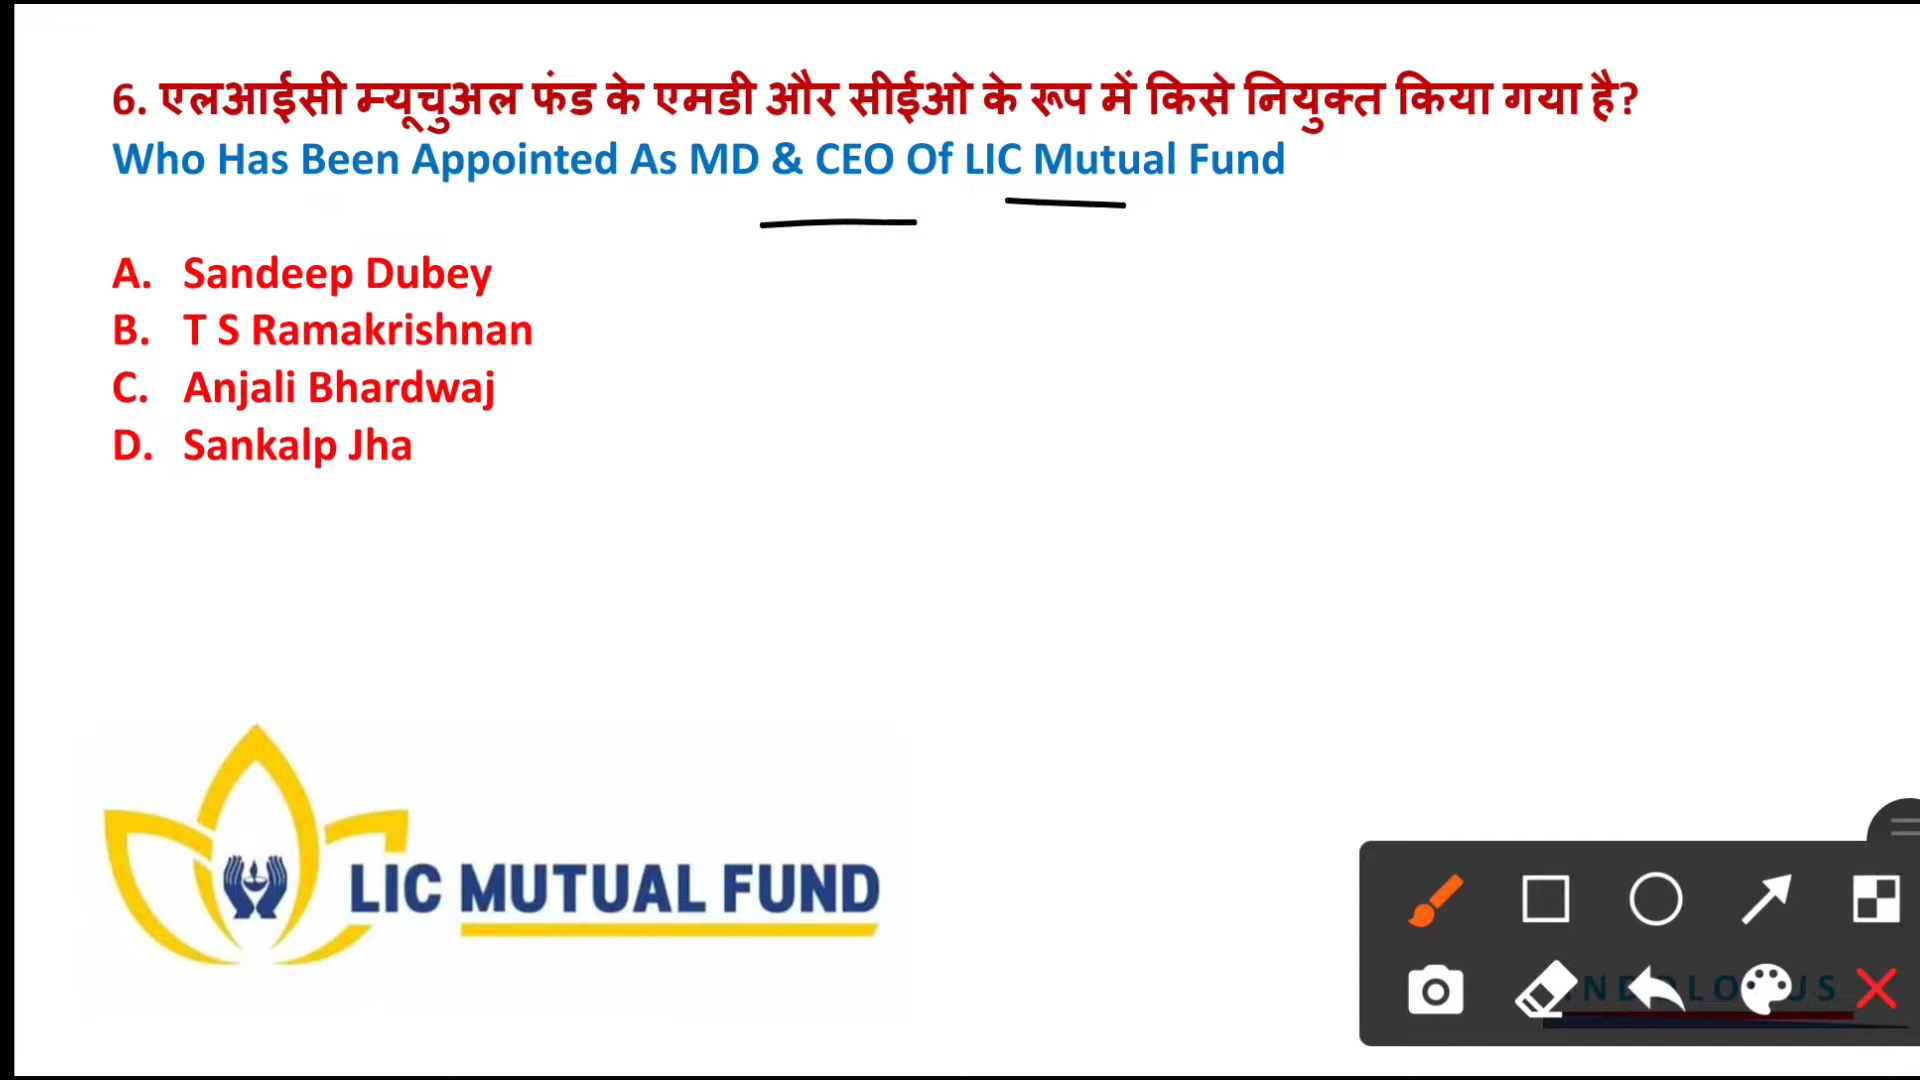 6. एलआईसी म्यूचुअल फंड के एमडी और सीईओ के रूप में किसे नियुक्त किया गया है?
Who Has Been Appointed As MD & CEO Of LIC Mutual Fund
A. Sandeep Dubey
B. T S Ramakrishnan
C. Anjali Bhardwaj
D. Sankalp Jha
LIC MUTUAL FUND